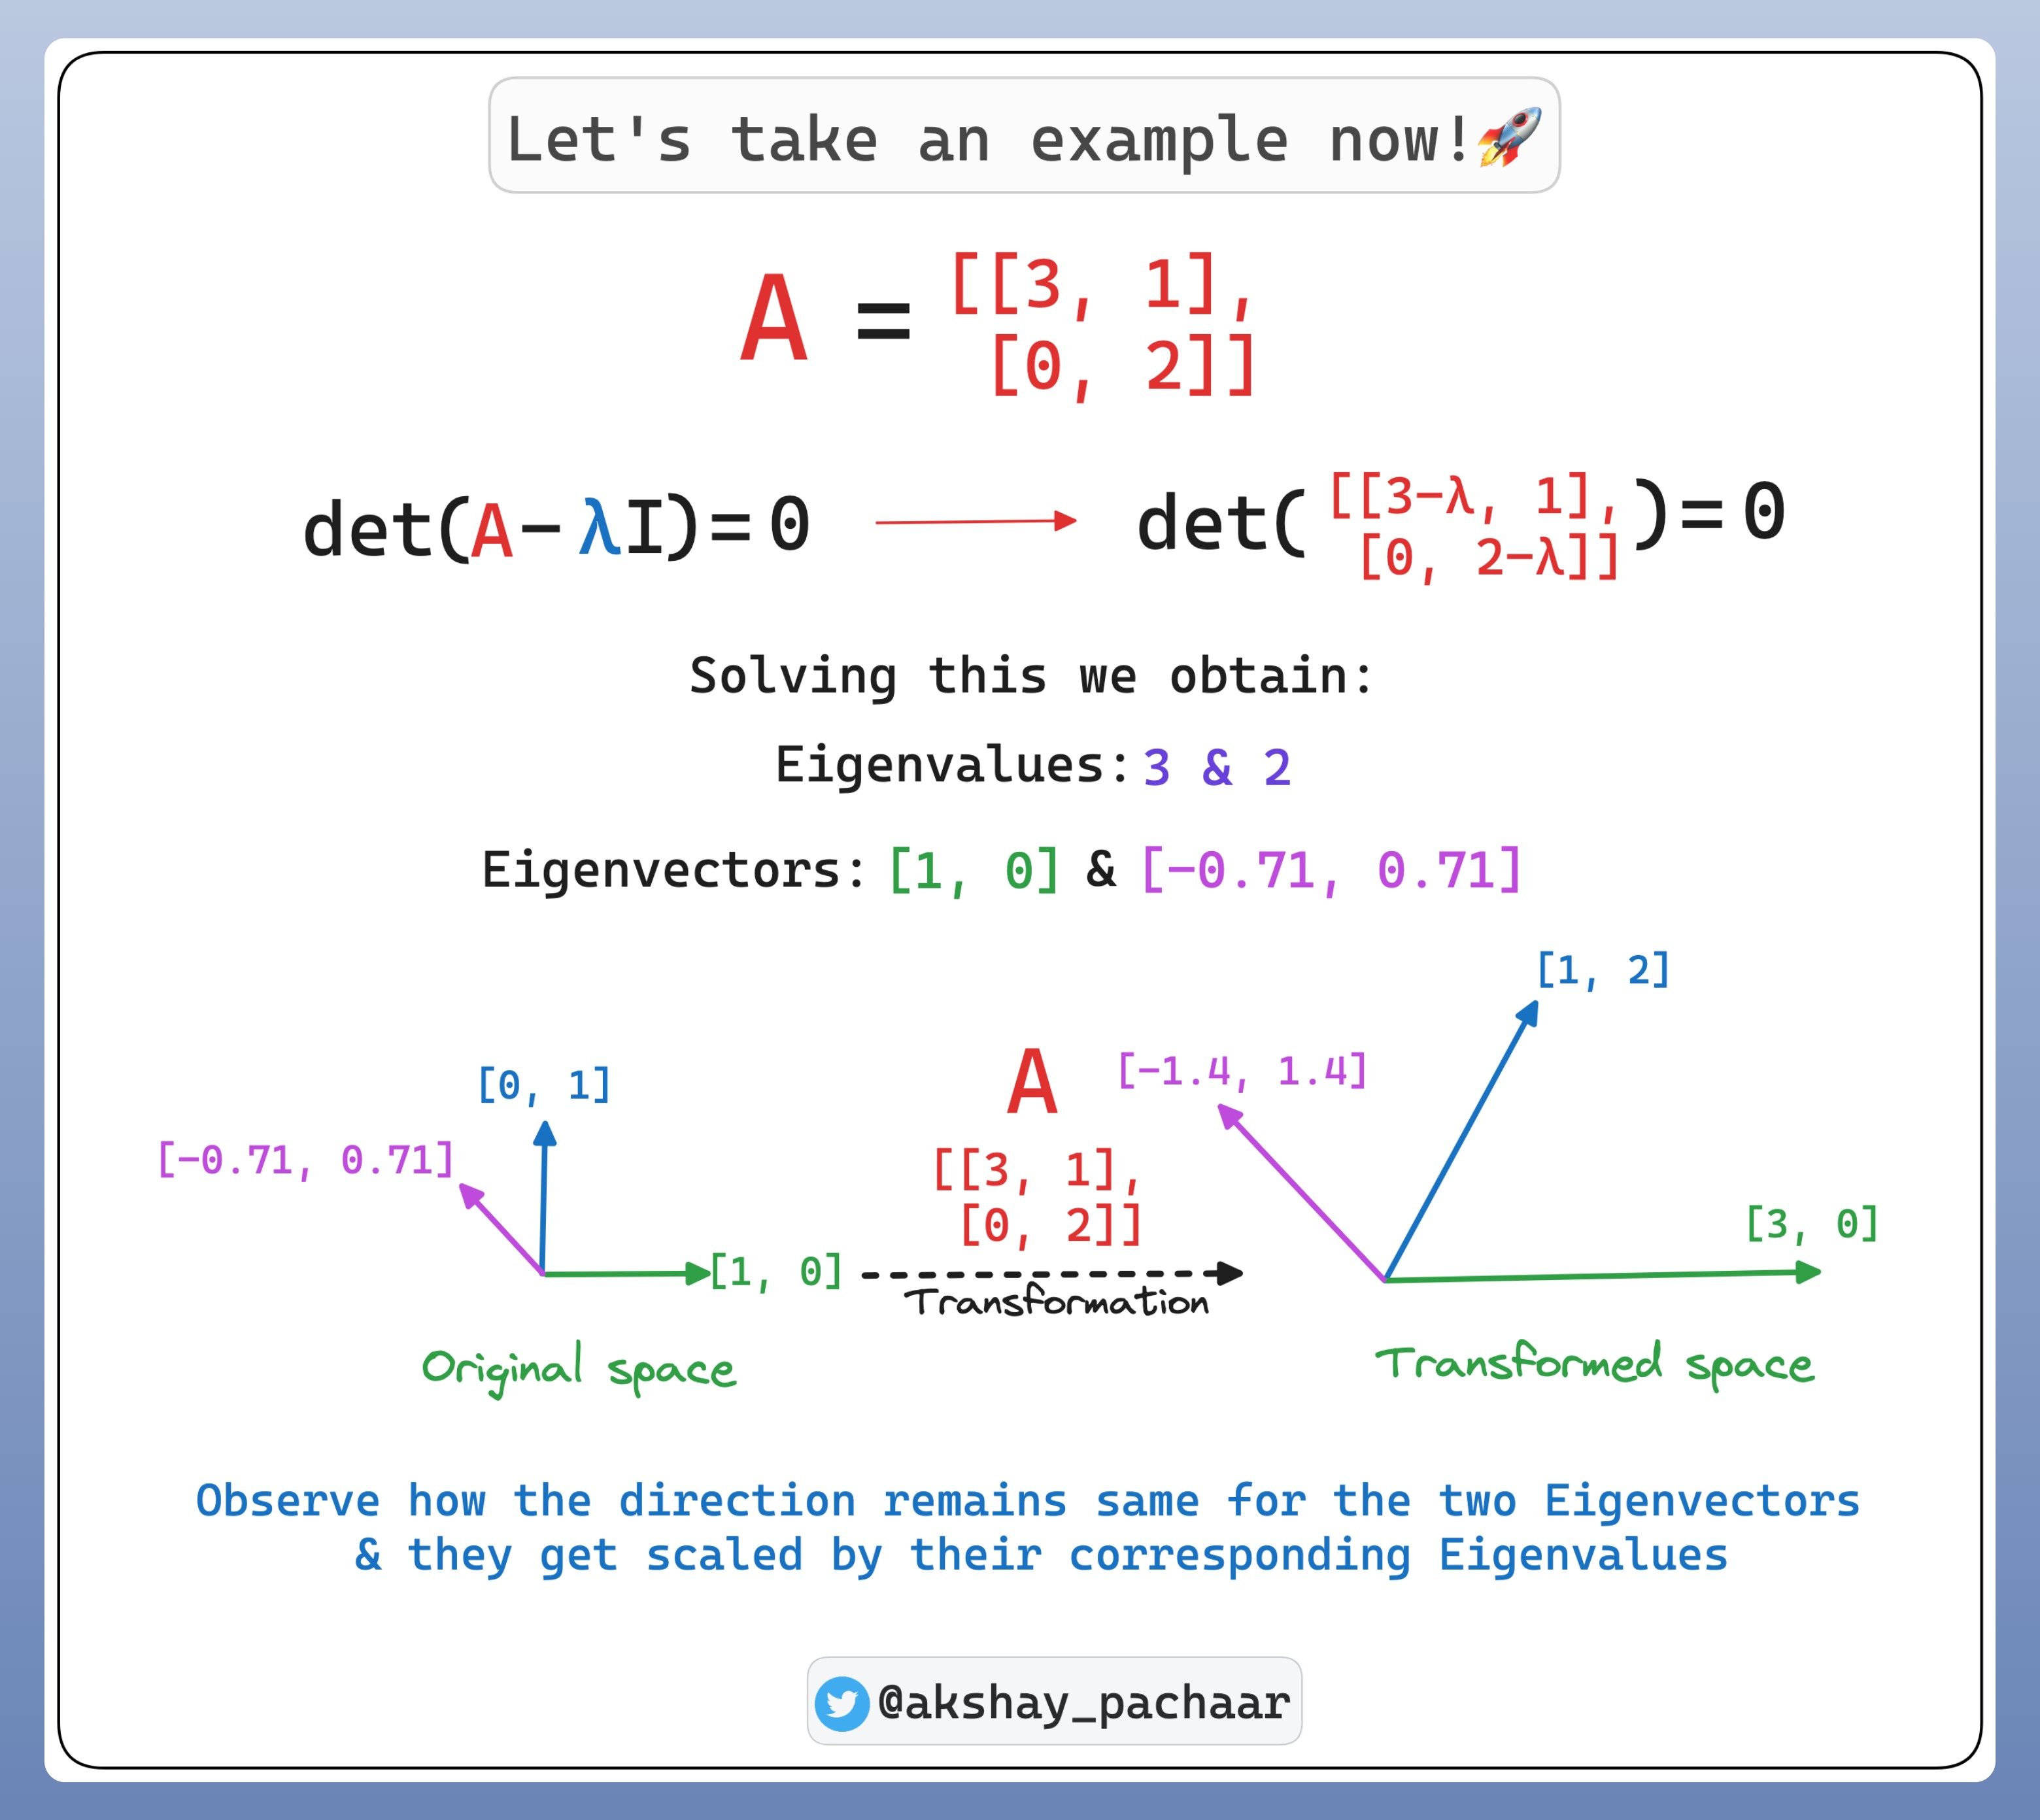 Let's take an example now!🚀
A = [[3, 1],
[0, 2]]
det(A-λI)=0
det([[3-λ, 1],
[0, 2-λ]])=0
Solving this we obtain:
Eigenvalues: 3 & 2
Eigenvectors: [1, 0] & [-0.71, 0.71]
[0, 1]
[-0.71, 0.71]
[1, 0]
Original space
A
[[3, 1],
[0, 2]]
Transformation
[1, 2]
[-1.4, 1.4]
[3, 0]
Transformed space
Observe how the direction remains same for the two Eigenvectors
& they get scaled by their corresponding Eigenvalues
@akshay_pachaar